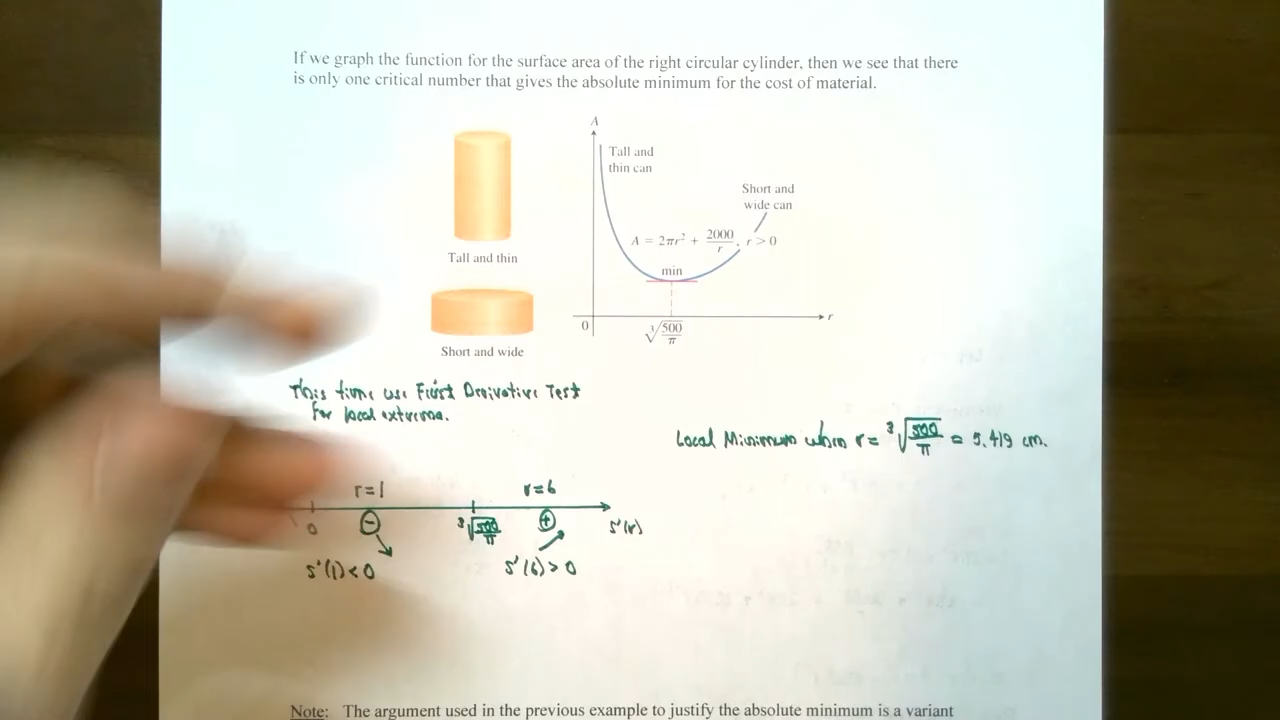 If we graph the function for the surface area of the right circular cylinder, then we see that there
is only one critical number that gives the absolute minimum for the cost of material.
A
Tall and
thin can
Short and
wide can
A = 2πr² + 2000/r, r > 0
min
Tall and thin
0
∛(500/π)
r
Short and wide
This time use First Derivative Test
for local extrema.
Local Minimum when r = ∛(500/π) = 5.419 cm.
r=1
r=6
0
-
∛(500/π)
+
S'(r)
S'(1) < 0
S'(6) > 0
Note: The argument used in the previous example to justify the absolute minimum is a variant